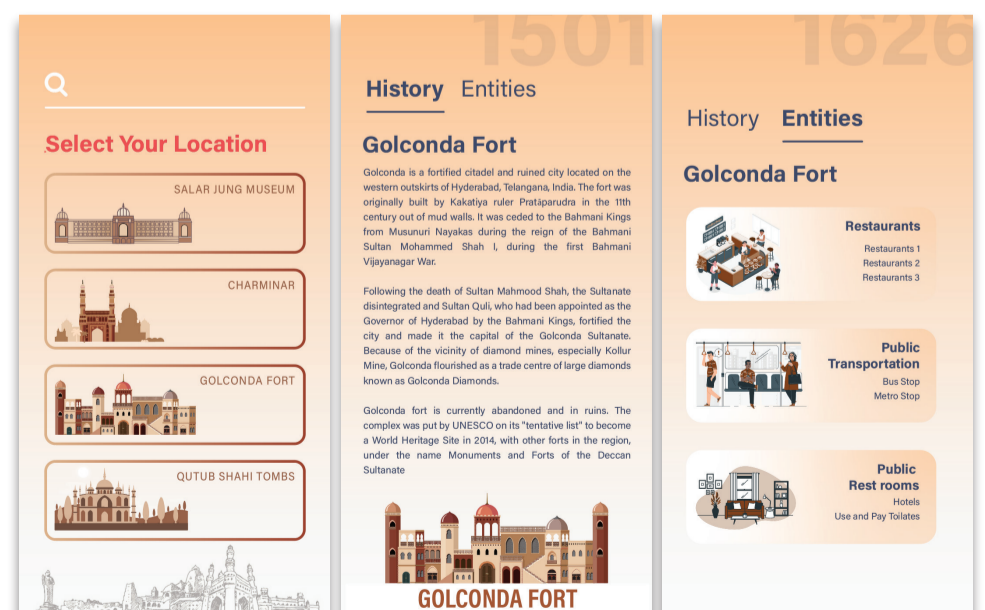 Select Your Location
SALAR JUNG MUSEUM
CHARMINAR
GOLCONDA FORT
QUTUB SHAHI TOMBS
1501
History Entities
Golconda Fort
Golconda is a fortified citadel and ruined city located on the
western outskirts of Hyderabad, Telangana, India. The fort was
originally built by Kakatiya ruler Pratāparudra in the 11th
century out of mud walls. It was ceded to the Bahmani Kings
from Musunuri Nayakas during the reign of the Bahmani
Sultan Mohammed Shah I, during the first Bahmani
Vijayanagar War.
Following the death of Sultan Mahmood Shah, the Sultanate
disintegrated and Sultan Quli, who had been appointed as the
Governor of Hyderabad by the Bahmani Kings, fortified the
city and made it the capital of the Golconda Sultanate.
Because of the vicinity of diamond mines, especially Kollur
Mine, Golconda flourished as a trade centre of large diamonds
known as Golconda Diamonds.
Golconda fort is currently abandoned and in ruins. The
complex was put by UNESCO on its "tentative list" to become
a World Heritage Site in 2014, with other forts in the region,
under the name Monuments and Forts of the Deccan
Sultanate
GOLCONDA FORT
1626
History Entities
Golconda Fort
Restaurants
Restaurants 1
Restaurants 2
Restaurants 3
Public
Transportation
Bus Stop
Metro Stop
Public
Rest rooms
Hotels
Use and Pay Toilates